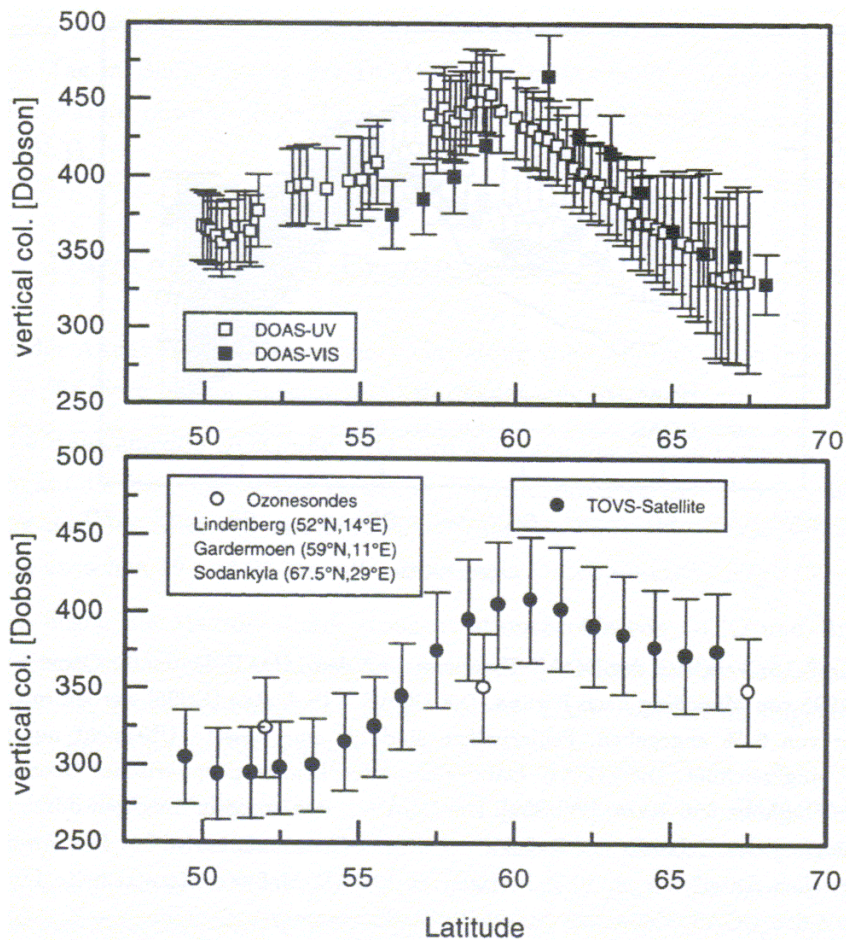 500
450
400
350
300
250
vertical col. [Dobson]
DOAS-UV
DOAS-VIS
50
55
60
65
70
500
450
400
350
300
250
vertical col. [Dobson]
Ozonesondes
Lindenberg (52°N,14°E)
Gardermoen (59°N,11°E)
Sodankyla (67.5°N,29°E)
TOVS-Satellite
50
55
60
65
70
Latitude